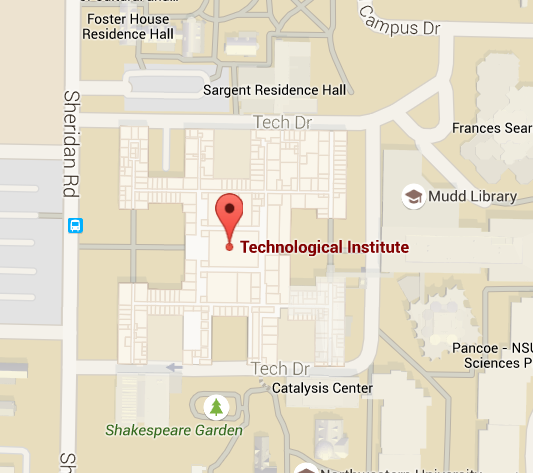 Foster House
Residence Hall
Campus Dr
Sargent Residence Hall
Sheridan Rd
Tech Dr
Frances Sear
Mudd Library
Technological Institute
Pancoe - NSU
Sciences P
Tech Dr
Catalysis Center
Shakespeare Garden
Sh
Northwestern University